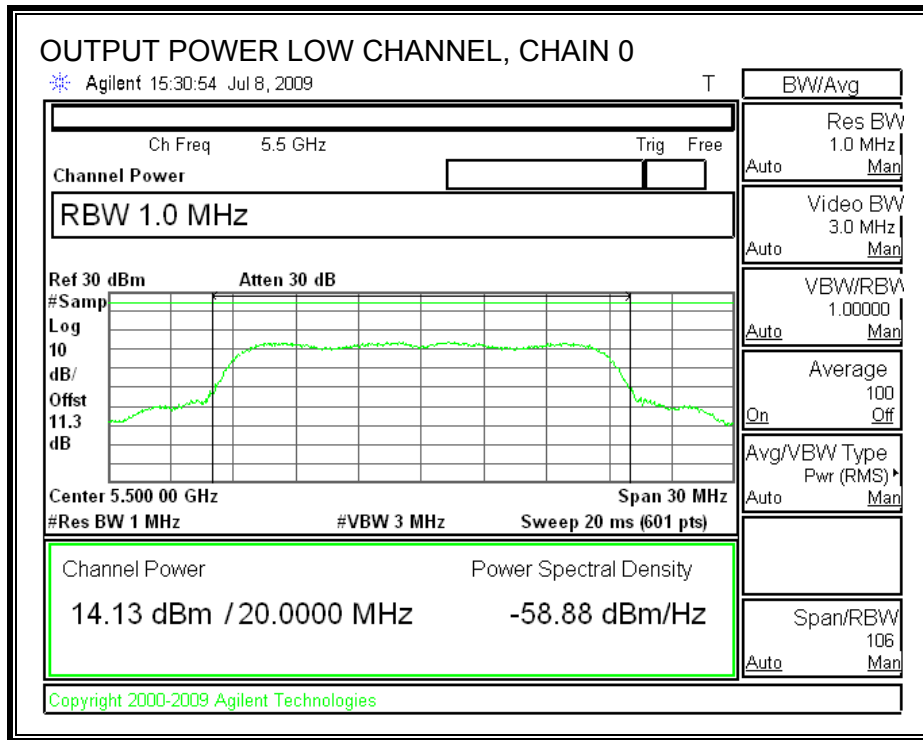 OUTPUT POWER LOW CHANNEL, CHAIN 0
Agilent 15:30:54 Jul 8, 2009 T
Ch Freq 5.5 GHz Trig Free
Channel Power
RBW 1.0 MHz
Ref 30 dBm Atten 30 dB
#Samp
Log
10
dB/
Offst
11.3
dB
Center 5.500 00 GHz Span 30 MHz
#Res BW 1 MHz #VBW 3 MHz Sweep 20 ms (601 pts)
Channel Power Power Spectral Density
14.13 dBm / 20.0000 MHz -58.88 dBm/Hz
Copyright 2000-2009 Agilent Technologies
BW/Avg
Res BW
1.0 MHz
Auto Man
Video BW
3.0 MHz
Auto Man
VBW/RBW
1.00000
Auto Man
Average
100
On Off
Avg/VBW Type
Pwr (RMS)
Auto Man
Span/RBW
106
Auto Man